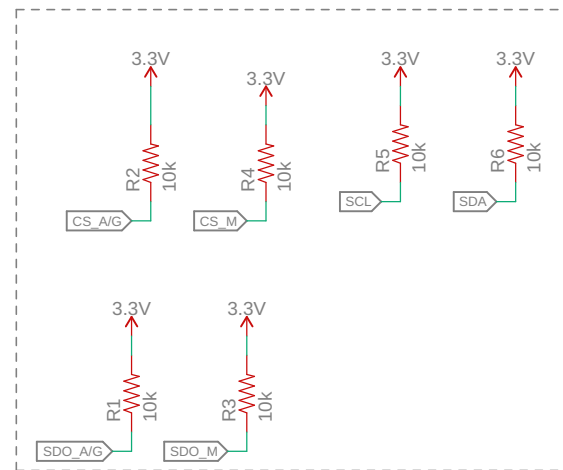 3.3V
R2
10k
CS_A/G
3.3V
R4
10k
CS_M
3.3V
R5
10k
SCL
3.3V
R6
10k
SDA
3.3V
R1
10k
SDO_A/G
3.3V
R3
10k
SDO_M